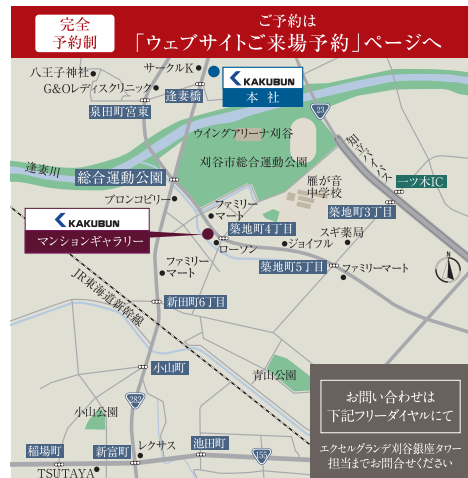 完全
予約制
ご予約は
「ウェブサイトご来場予約」ページへ
サークルK
八王子神社
KAKUBUN
本社
G&Oレディスクリニック
逢妻橋
泉田町宮東
23
ウイングアリーナ刈谷
知立バイパス
刈谷市総合運動公園
逢妻川
総合運動公園
雁が音
中学校
一ツ木IC
ブロンコビリー
ファミリー
マート
築地町3丁目
KAKUBUN
マンションギャラリー
築地町4丁目
スギ薬局
ローソン
ジョイフル
ファミリー
マート
築地町5丁目
ファミリーマート
JR東海道新幹線
新田町6丁目
小山町
青山公園
282
小山公園
お問い合わせは
下記フリーダイヤルにて
稲場町
新富町
レクサス
池田町
155
エクセルグランデ刈谷銀座タワー
担当までお問合せください
TSUTAYA